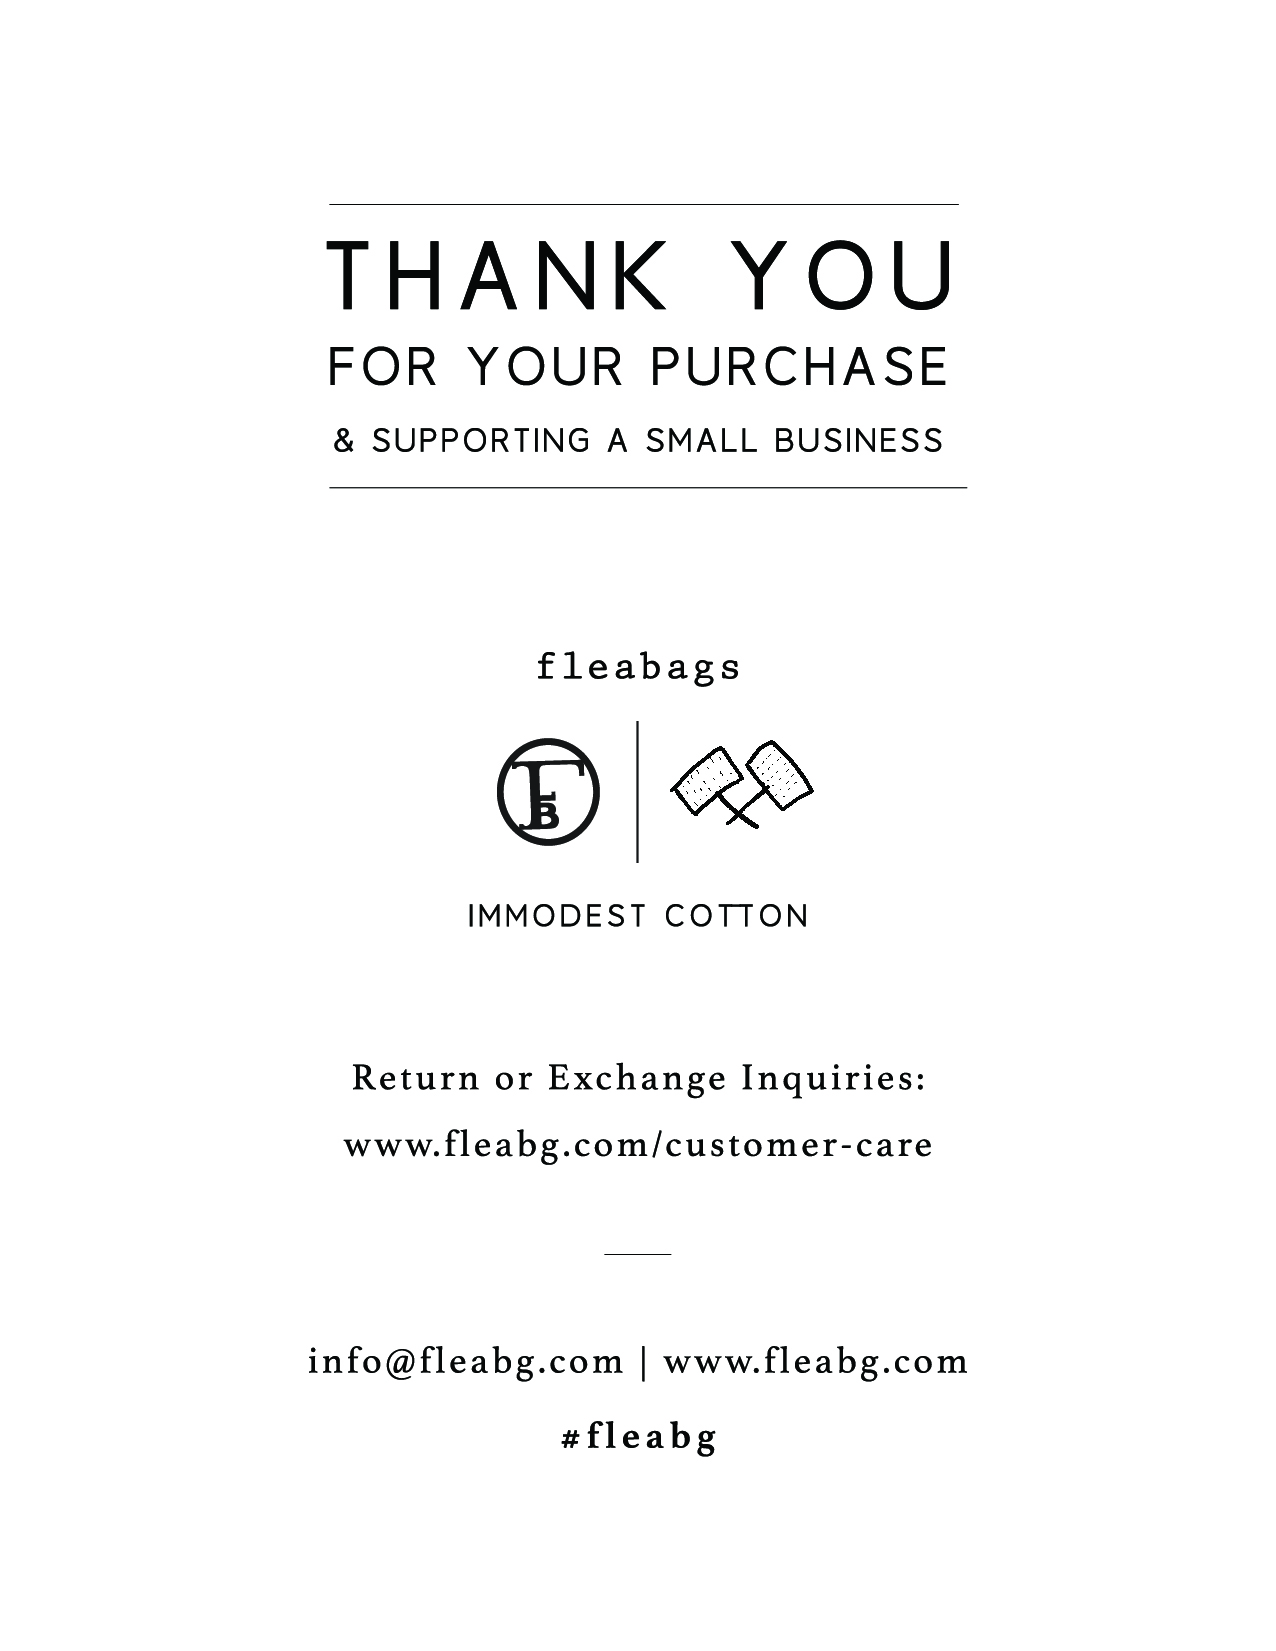 THANK YOU
FOR YOUR PURCHASE
& SUPPORTING A SMALL BUSINESS
fleabags
FB
IMMODEST COTTON
Return or Exchange Inquiries:
www.fleabg.com/customer-care
info@fleabg.com | www.fleabg.com
#fleabg